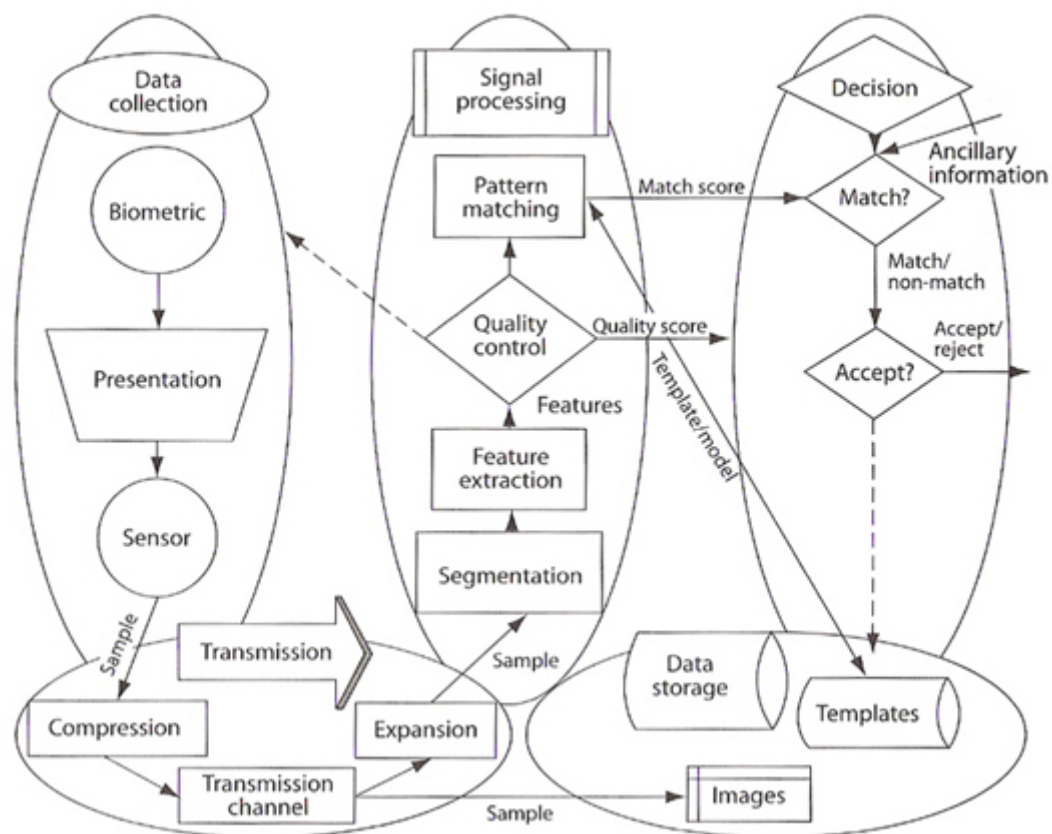 Data
collection
Biometric
Presentation
Sensor
Sample
Transmission
Compression
Transmission
channel
Expansion
Sample
Sample
Signal
processing
Pattern
matching
Quality
control
Features
Feature
extraction
Segmentation
Match score
Quality score
Template/model
Decision
Ancillary
information
Match?
Match/
non-match
Accept/
reject
Accept?
Data
storage
Templates
Images